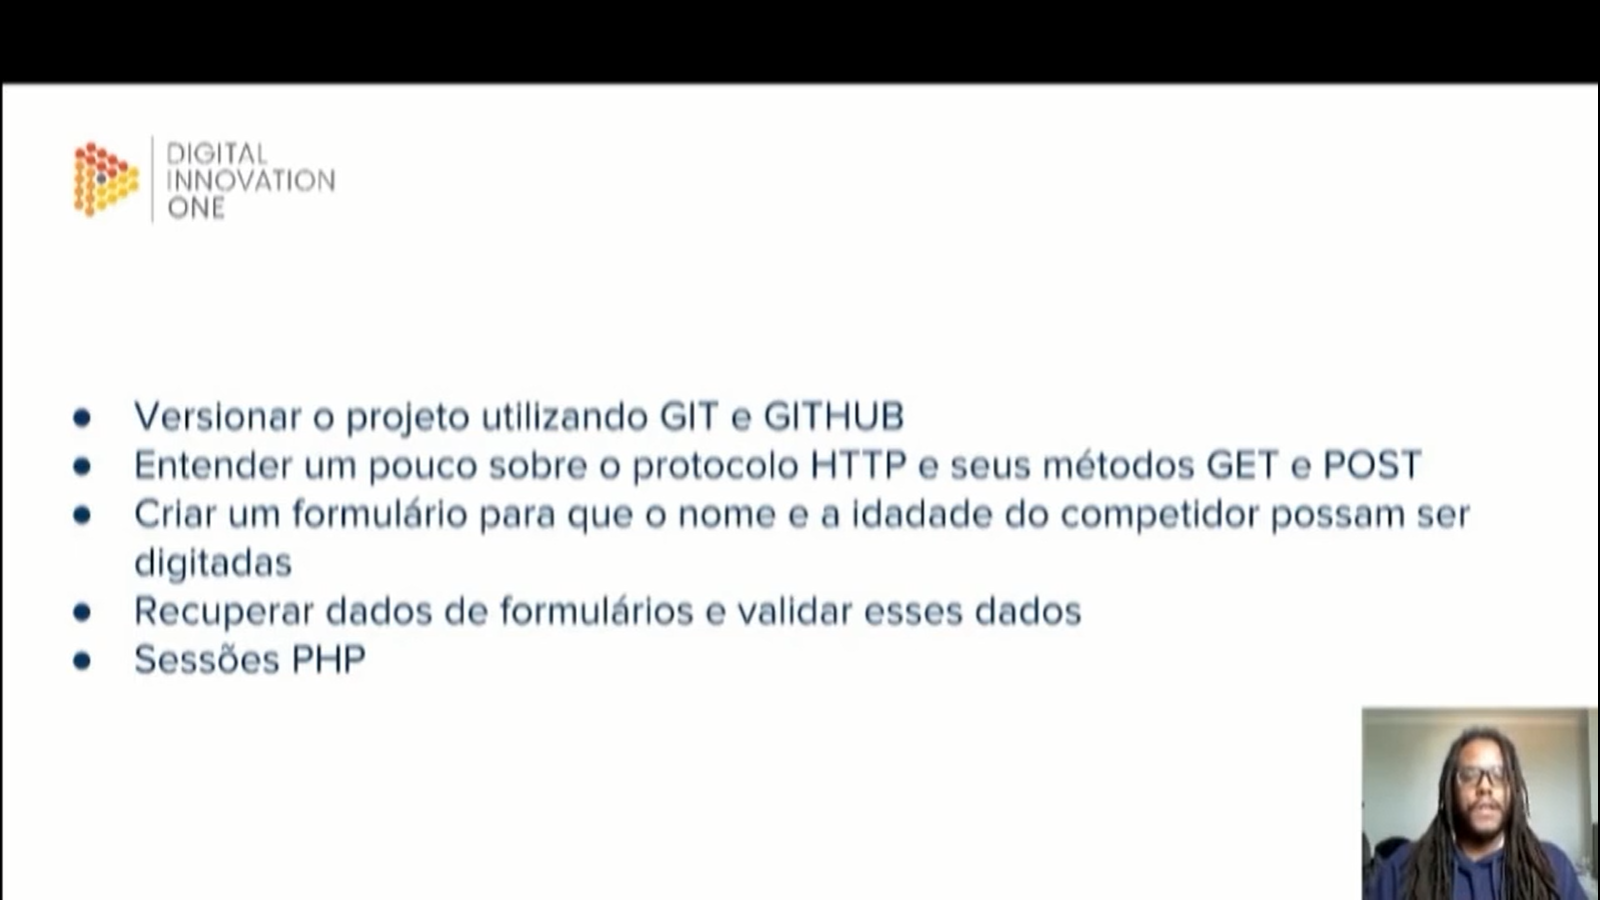 DIGITAL
INNOVATION
ONE
● Versionar o projeto utilizando GIT e GITHUB
● Entender um pouco sobre o protocolo HTTP e seus métodos GET e POST
● Criar um formulário para que o nome e a idadade do competidor possam ser
digitadas
● Recuperar dados de formulários e validar esses dados
● Sessões PHP